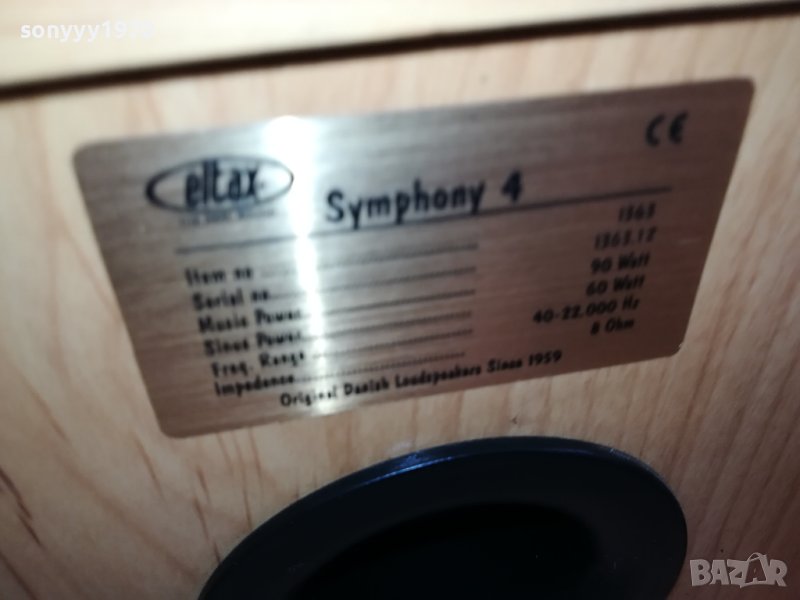 sonyyy1973
CE
eltax
Symphony 4
Item no 1363
Serial no 1363.12
Music Power 90 Watt
Sinus Power 60 Watt
Freq. Range 40-22.000 Hz
Impedance 8 Ohm
Original Danish Loudspeakers Since 1959
BAZAR